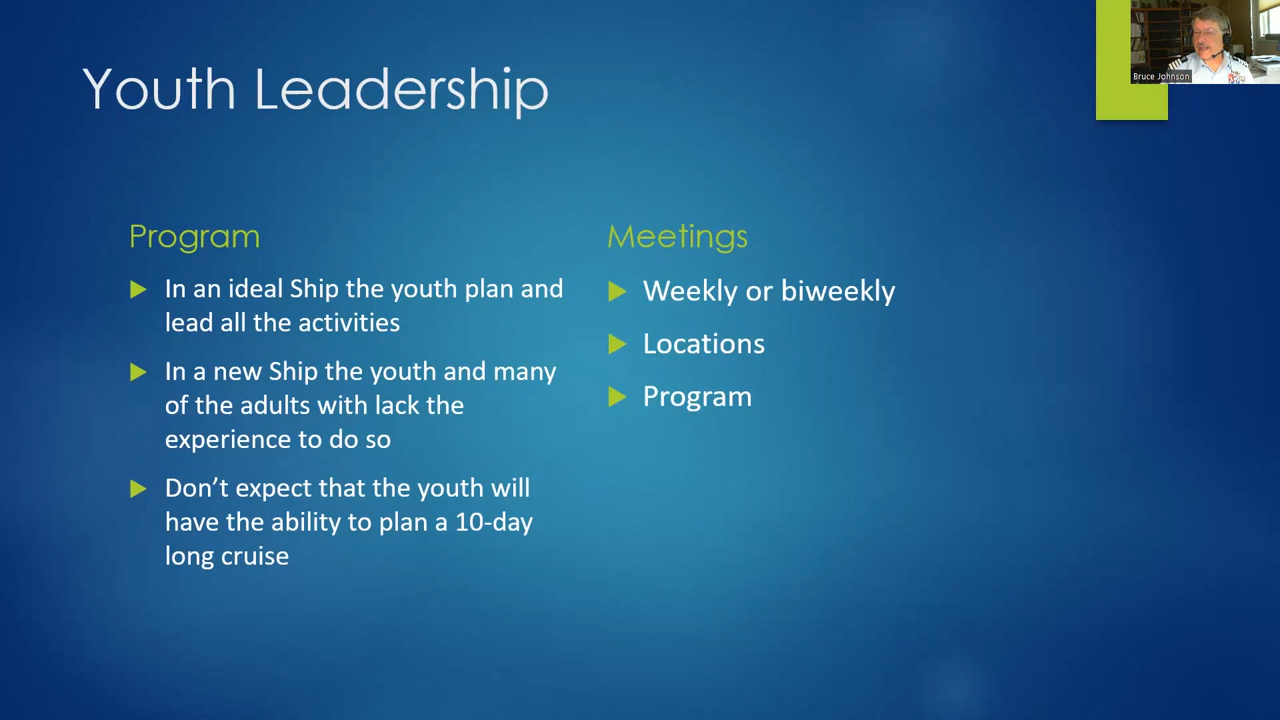 Youth Leadership
Bruce Johnson
Program
In an ideal Ship the youth plan and
lead all the activities
In a new Ship the youth and many
of the adults with lack the
experience to do so
Don’t expect that the youth will
have the ability to plan a 10-day
long cruise
Meetings
Weekly or biweekly
Locations
Program